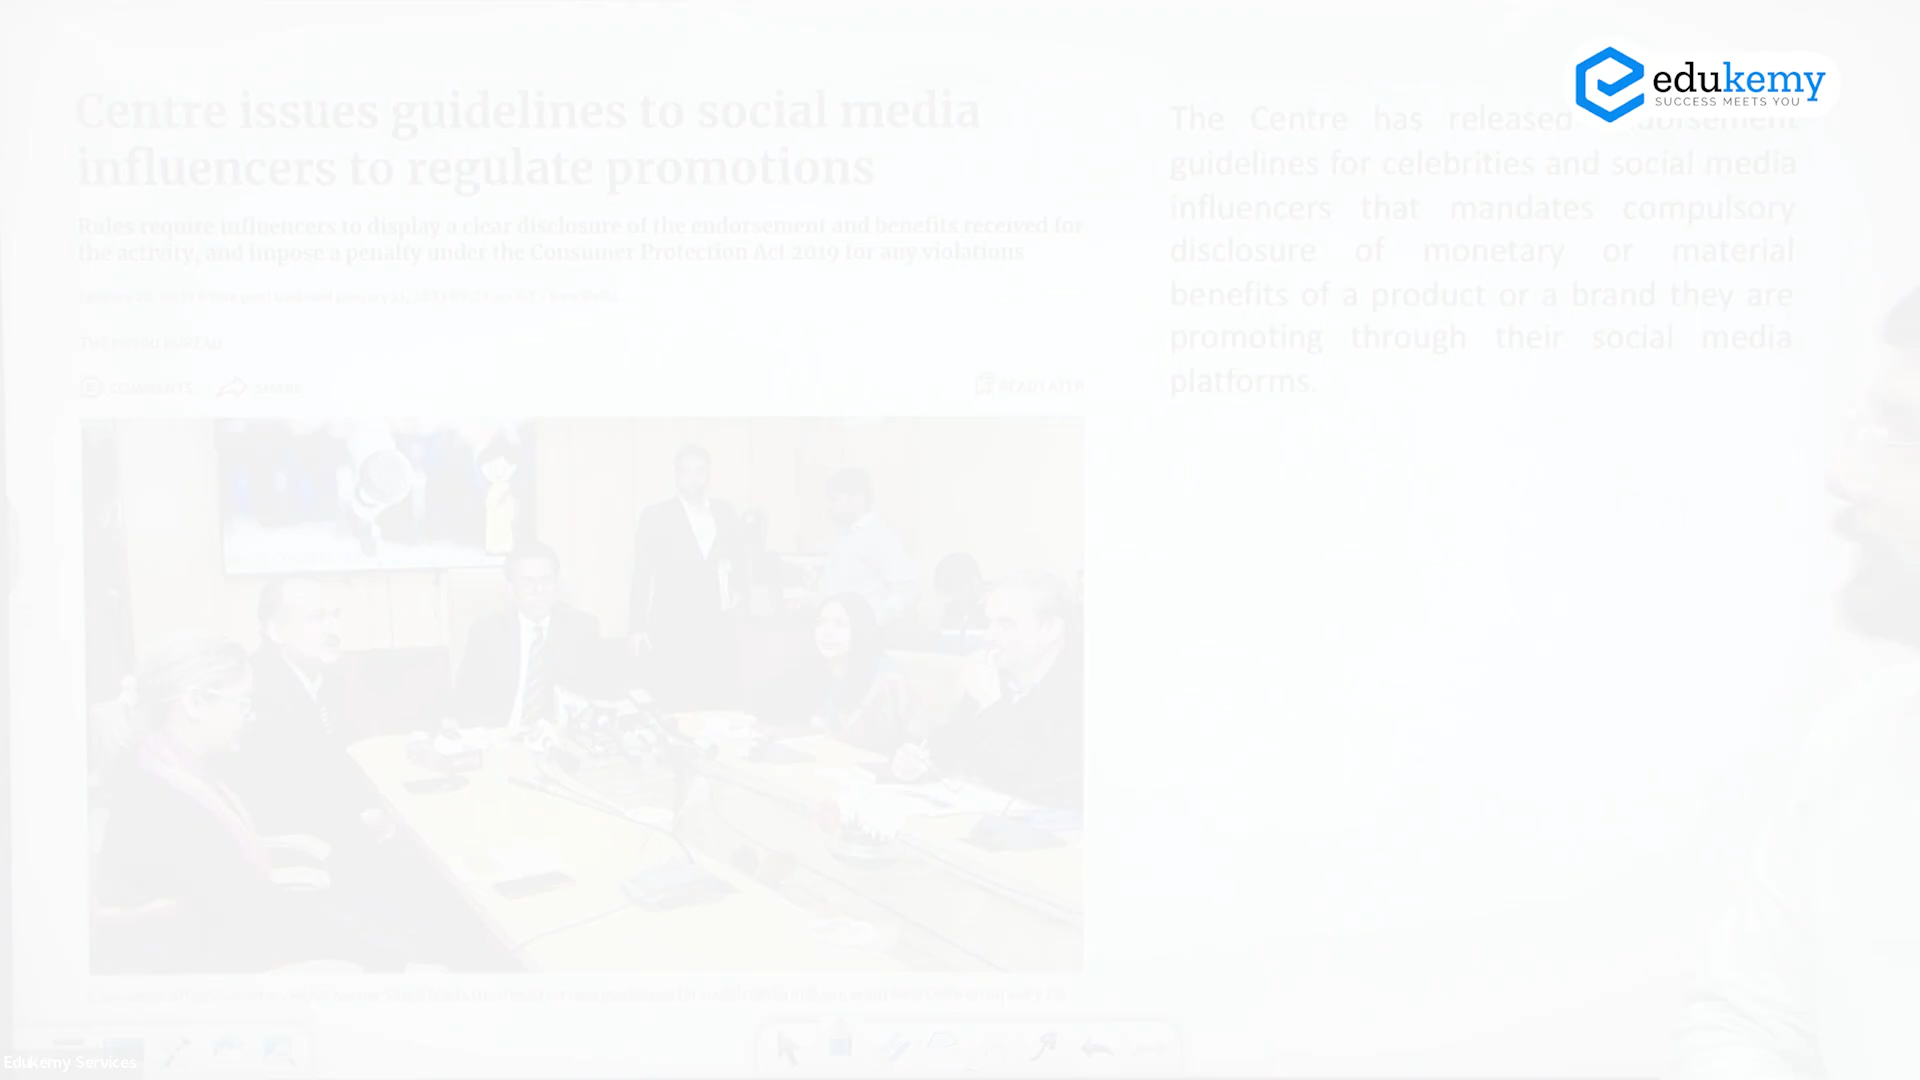 edukemy
SUCCESS MEETS YOU
Centre issues guidelines to social media
influencers to regulate promotions
Rules require influencers to display a clear disclosure of the endorsement and benefits received for
the activity, and impose a penalty under the Consumer Protection Act 2019 for any violations
COMMENTS
SHARE
READ LATER
The Centre has released endorsement
guidelines for celebrities and social media
influencers that mandates compulsory
disclosure of monetary or material
benefits of a product or a brand they are
promoting through their social media
platforms.
Edukemy Services